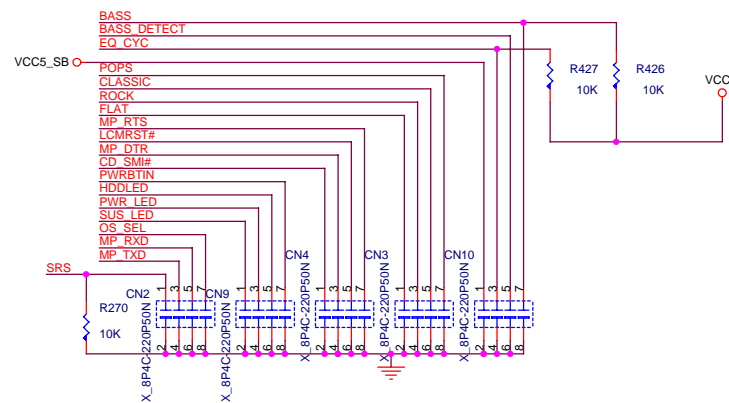 BASS
BASS_DETECT
EQ_CYC
VCC5_SB
POPS
CLASSIC
ROCK
FLAT
MP_RTS
LCMRST#
MP_DTR
CD_SMI#
PWRBTIN
HDDLED
PWR_LED
SUS_LED
OS_SEL
MP_RXD
MP_TXD
SRS
R427
10K
R426
10K
VCC
R270
10K
CN2
CN9
CN4
CN3
CN10
1 3 5 7
1 3 5 7
1 3 5 7
1 3 5 7
1 3 5 7
2 4 6 8
2 4 6 8
2 4 6 8
2 4 6 8
2 4 6 8
X_8P4C-220P50N
X_8P4C-220P50N
X_8P4C-220P50N
X_8P4C-220P50N
X_8P4C-220P50N